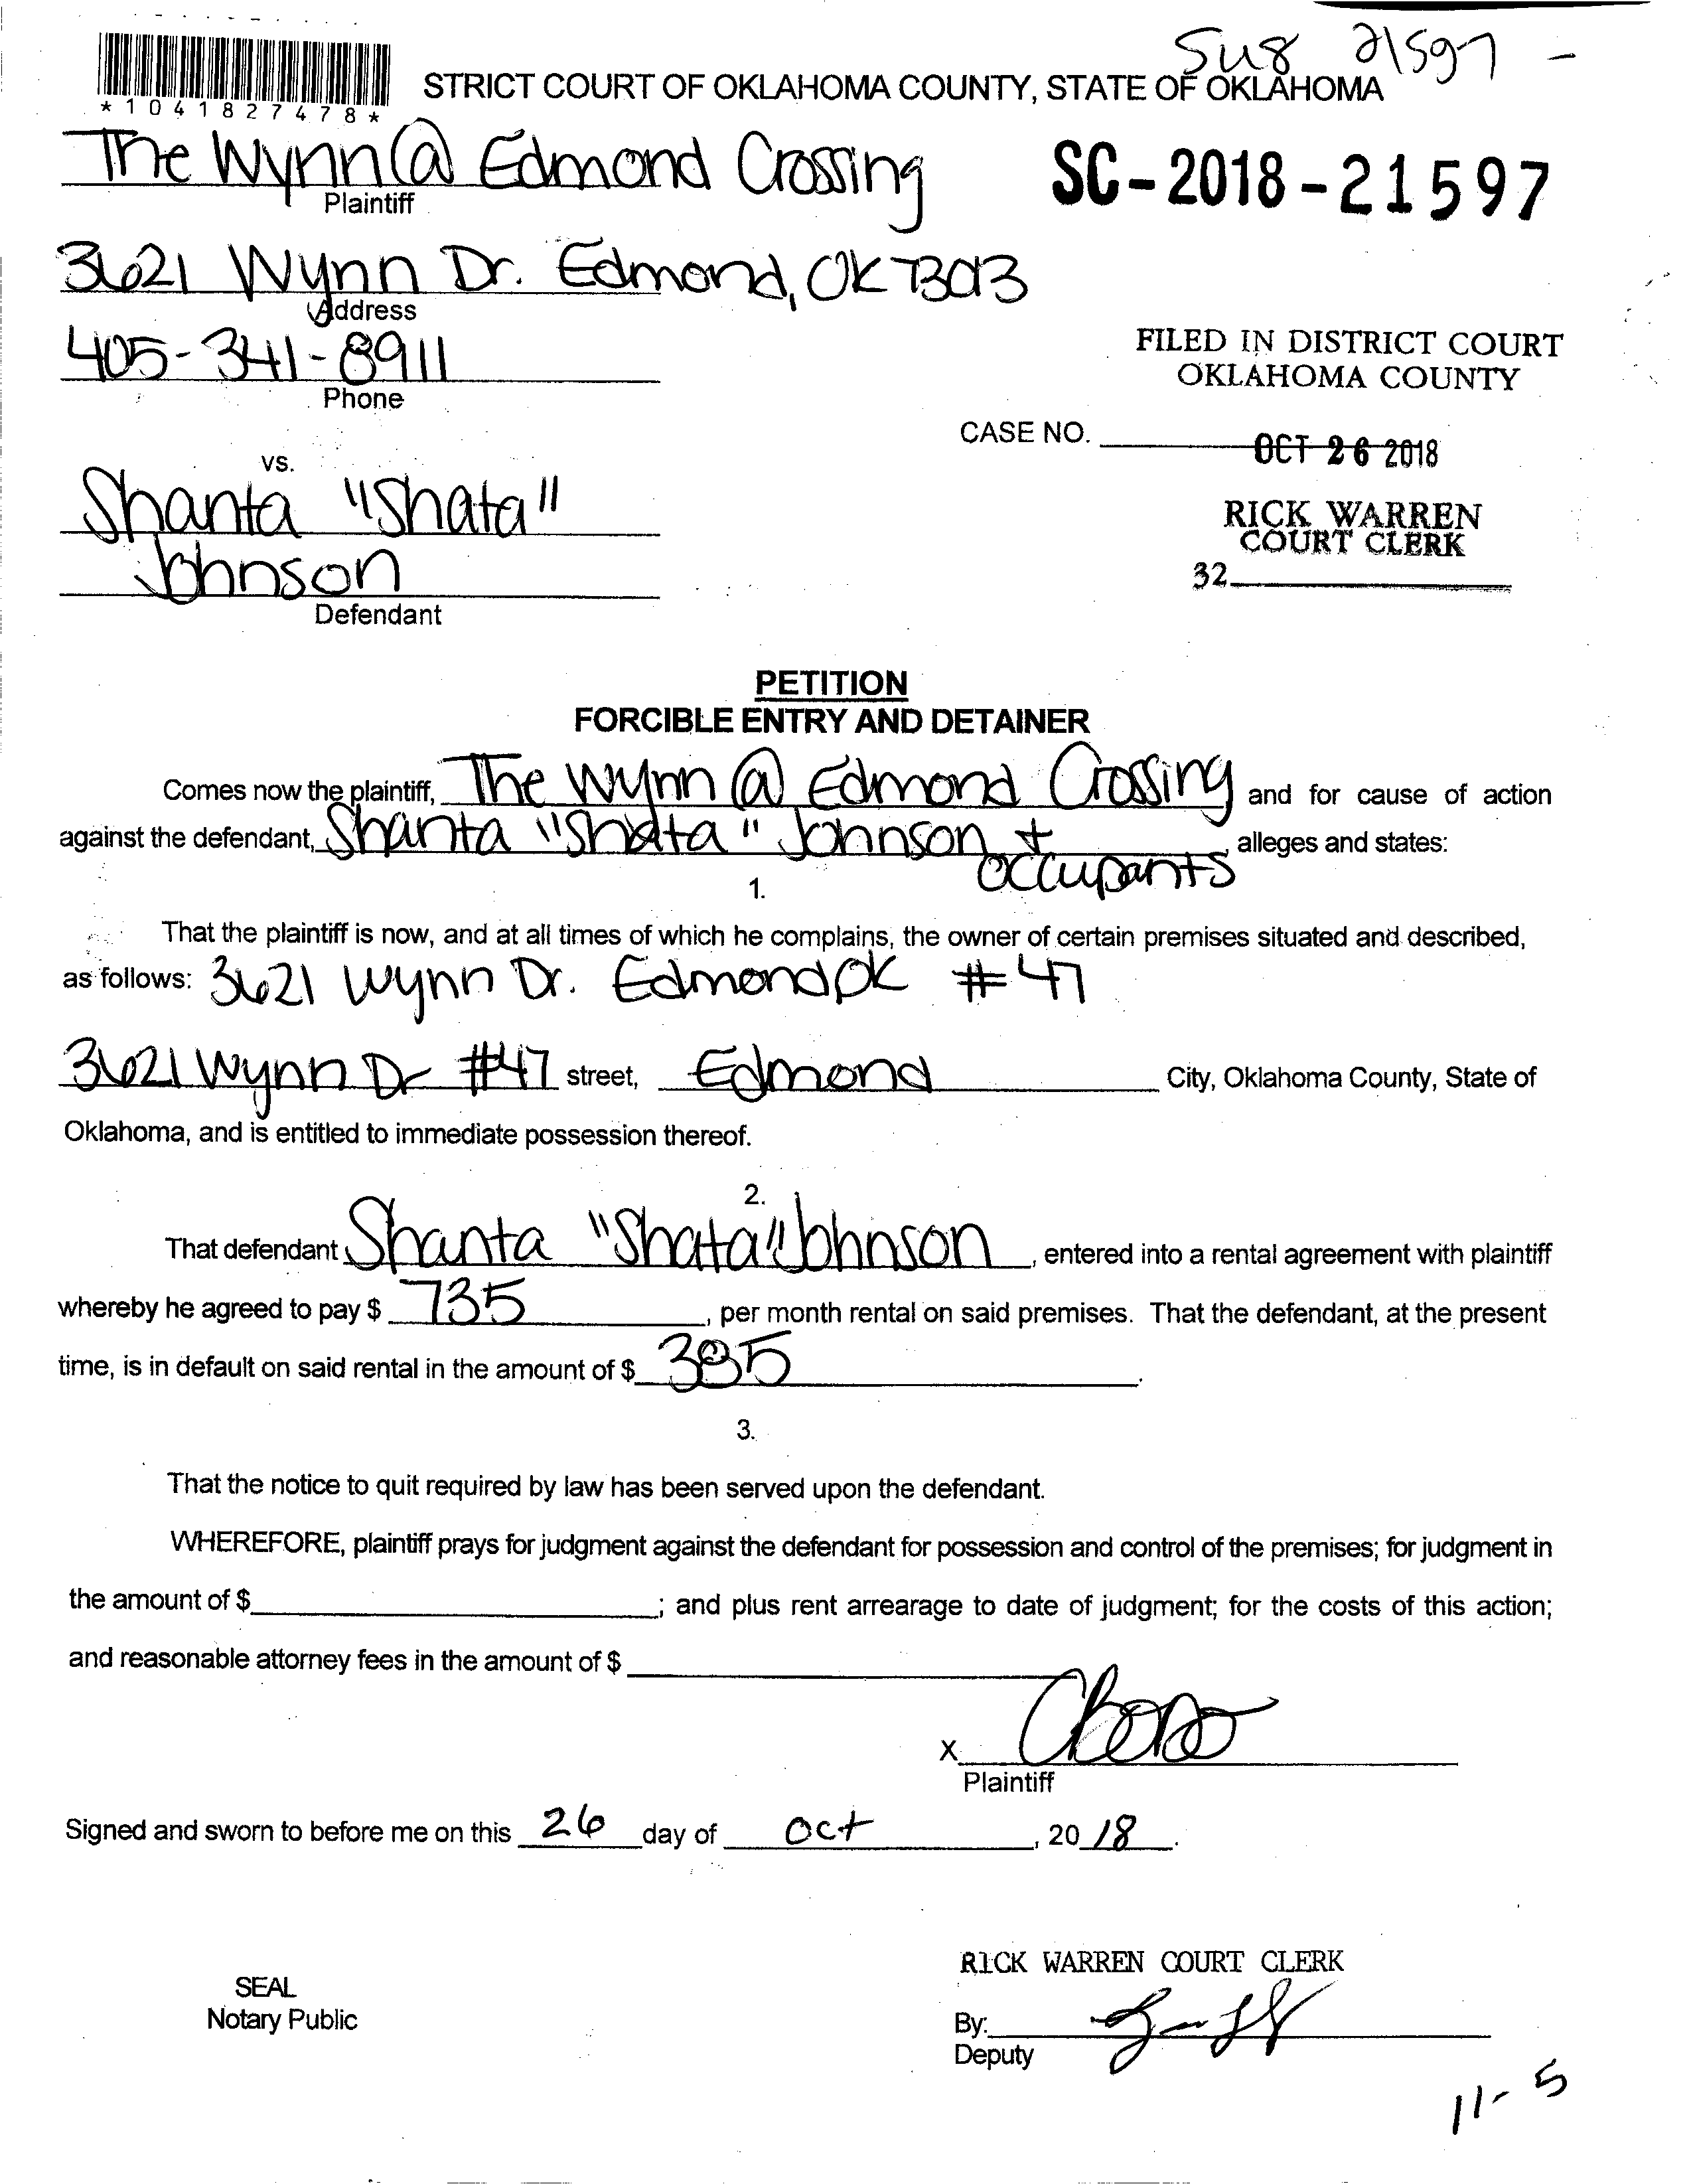 SC-2018-21597
*1041827478*
STRICT COURT OF OKLAHOMA COUNTY, STATE OF OKLAHOMA
The Wynn @ Edmond Crossing
Plaintiff
3621 Wynn Dr. Edmond, OK 73013
Address
405-341-8911
Phone
FILED IN DISTRICT COURT
OKLAHOMA COUNTY
CASE NO.
OCT 26 2018
vs.
Shanta "Shata"
Johnson
Defendant
RICK WARREN
COURT CLERK
32
PETITION
FORCIBLE ENTRY AND DETAINER
Comes now the plaintiff, The Wynn @ Edmond Crossing and for cause of action
against the defendant, Shanta "Shata" Johnson + occupants, alleges and states:
1.
That the plaintiff is now, and at all times of which he complains, the owner of certain premises situated and described,
as follows: 3621 Wynn Dr. Edmond OK #47
3621 Wynn Dr #47 street, Edmond City, Oklahoma County, State of
Oklahoma, and is entitled to immediate possession thereof.
2.
That defendant Shanta "Shata" Johnson, entered into a rental agreement with plaintiff
whereby he agreed to pay $ 735, per month rental on said premises. That the defendant, at the present
time, is in default on said rental in the amount of $ 385.
3.
That the notice to quit required by law has been served upon the defendant.
WHEREFORE, plaintiff prays for judgment against the defendant for possession and control of the premises; for judgment in
the amount of $ ; and plus rent arrearage to date of judgment; for the costs of this action;
and reasonable attorney fees in the amount of $
X
Plaintiff
Signed and sworn to before me on this 26 day of Oct, 20 18.
SEAL
Notary Public
RICK WARREN COURT CLERK
By:
Deputy
11-5